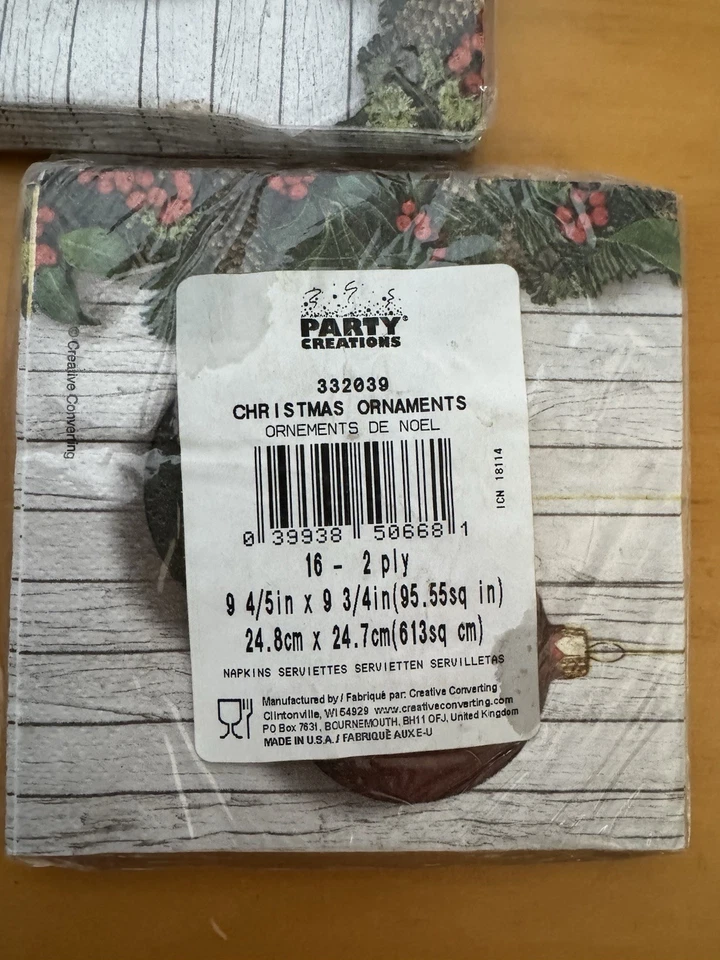 © Creative Converting
PARTY®
CREATIONS
332039
CHRISTMAS ORNAMENTS
ORNEMENTS DE NOEL
ICN 18114
0 39938 50668 1
16 - 2 ply
9 4/5in x 9 3/4in(95.55sq in)
24.8cm x 24.7cm(613sq cm)
NAPKINS SERVIETTES SERVIETTEN SERVILLETAS
Manufactured by / Fabriqué par: Creative Converting
Clintonville, WI 54929 www.creativeconverting.com
PO Box 7631, BOURNEMOUTH, BH11 OFJ, United Kingdom
MADE IN U.S.A. / FABRIQUÉ AUX E-U